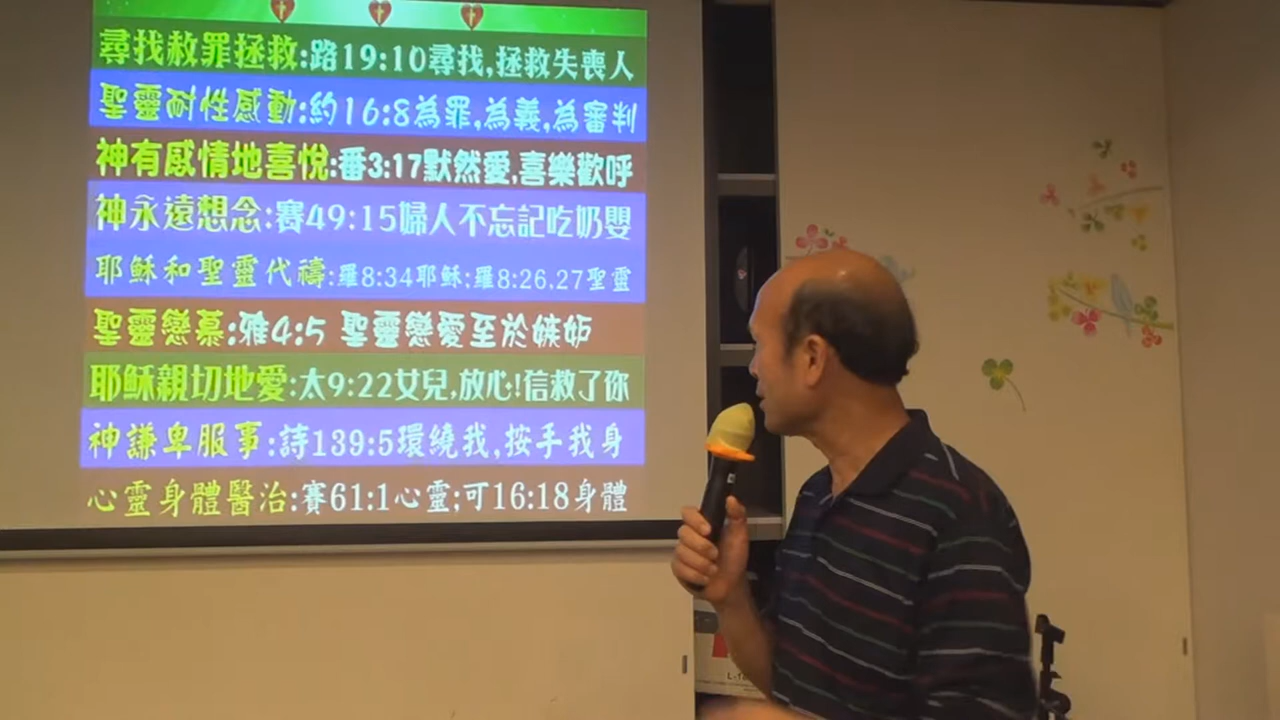 尋找赦罪拯救:路19:10尋找,拯救失喪人
聖靈耐性感動:約16:8為罪,為義,為審判
神有感情地喜悅:番3:17默然愛,喜樂歡呼
神永遠想念:賽49:15婦人不忘記吃奶嬰
耶穌和聖靈代禱:羅8:34耶穌;羅8:26,27聖靈
聖靈戀慕:雅4:5 聖靈戀愛至於嫉妒
耶穌親切地愛:太9:22女兒,放心!信救了你
神謙卑服事:詩139:5環繞我,按手我身
心靈身體醫治:賽61:1心靈;可16:18身體